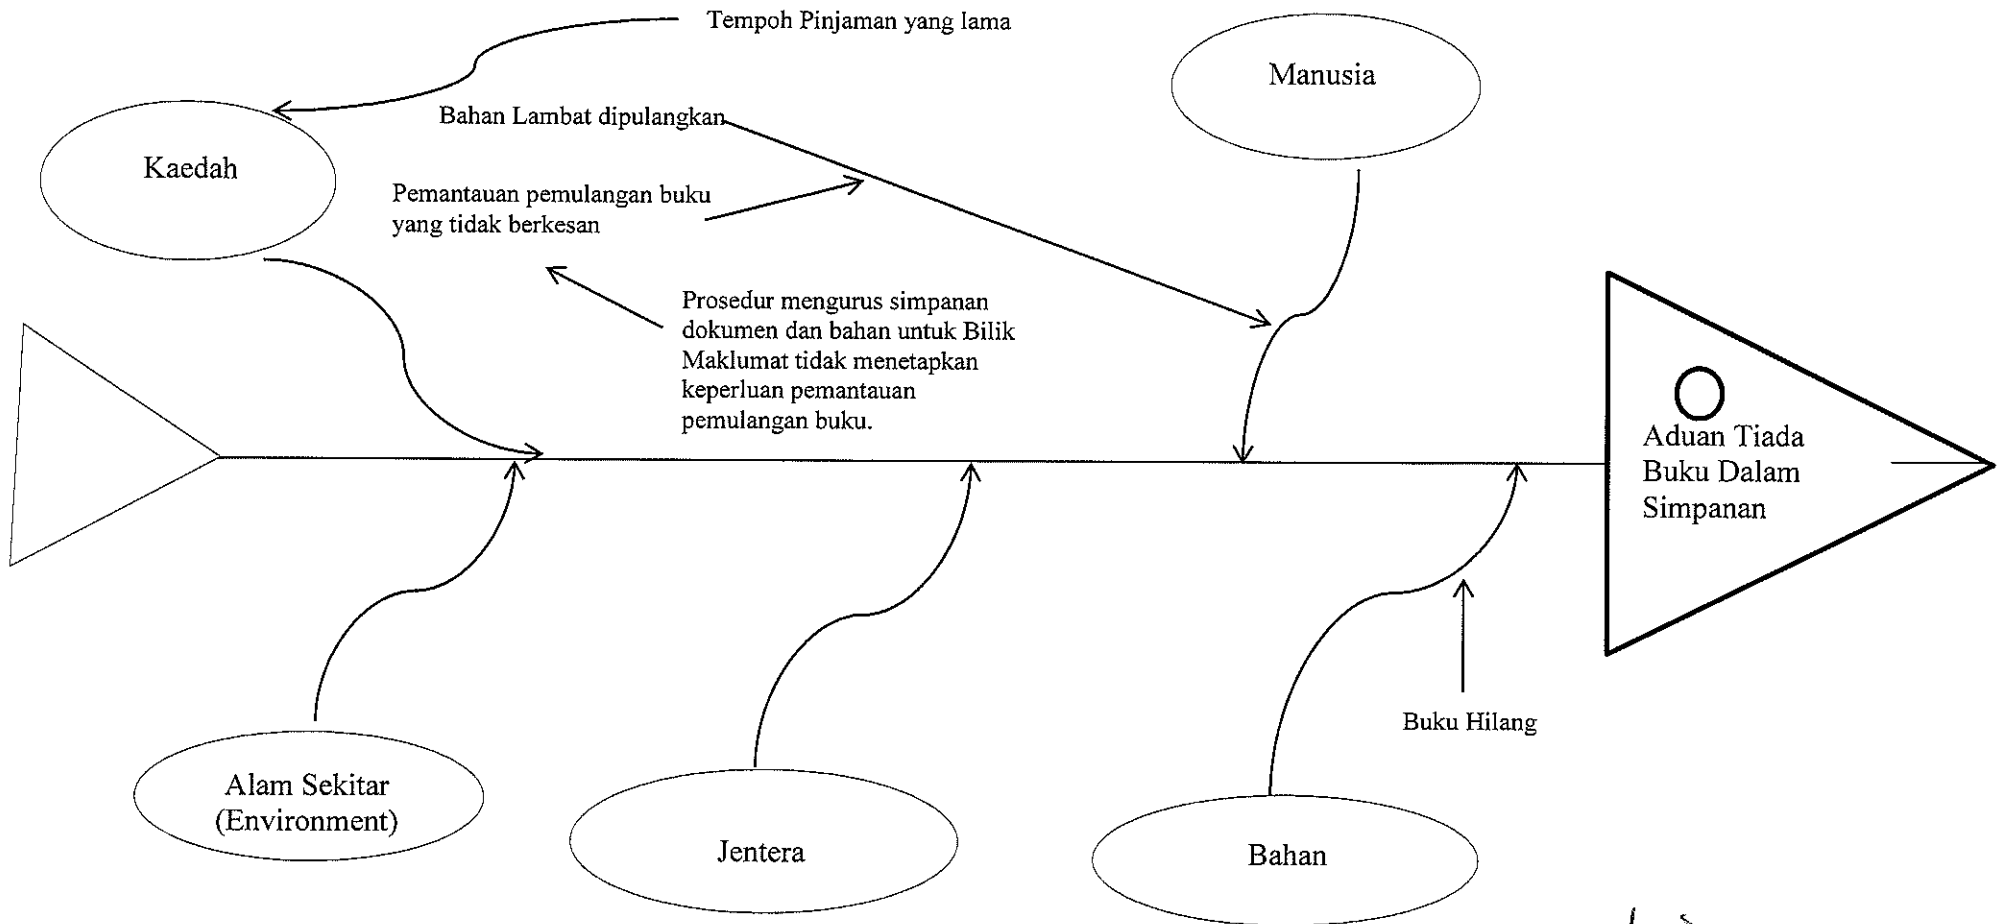 Tempoh Pinjaman yang lama
Manusia
Bahan Lambat dipulangkan
Kaedah
Pemantauan pemulangan buku
yang tidak berkesan
Prosedur mengurus simpanan
dokumen dan bahan untuk Bilik
Maklumat tidak menetapkan
keperluan pemantauan
pemulangan buku.
Aduan Tiada
Buku Dalam
Simpanan
Buku Hilang
Alam Sekitar
(Environment)
Jentera
Bahan